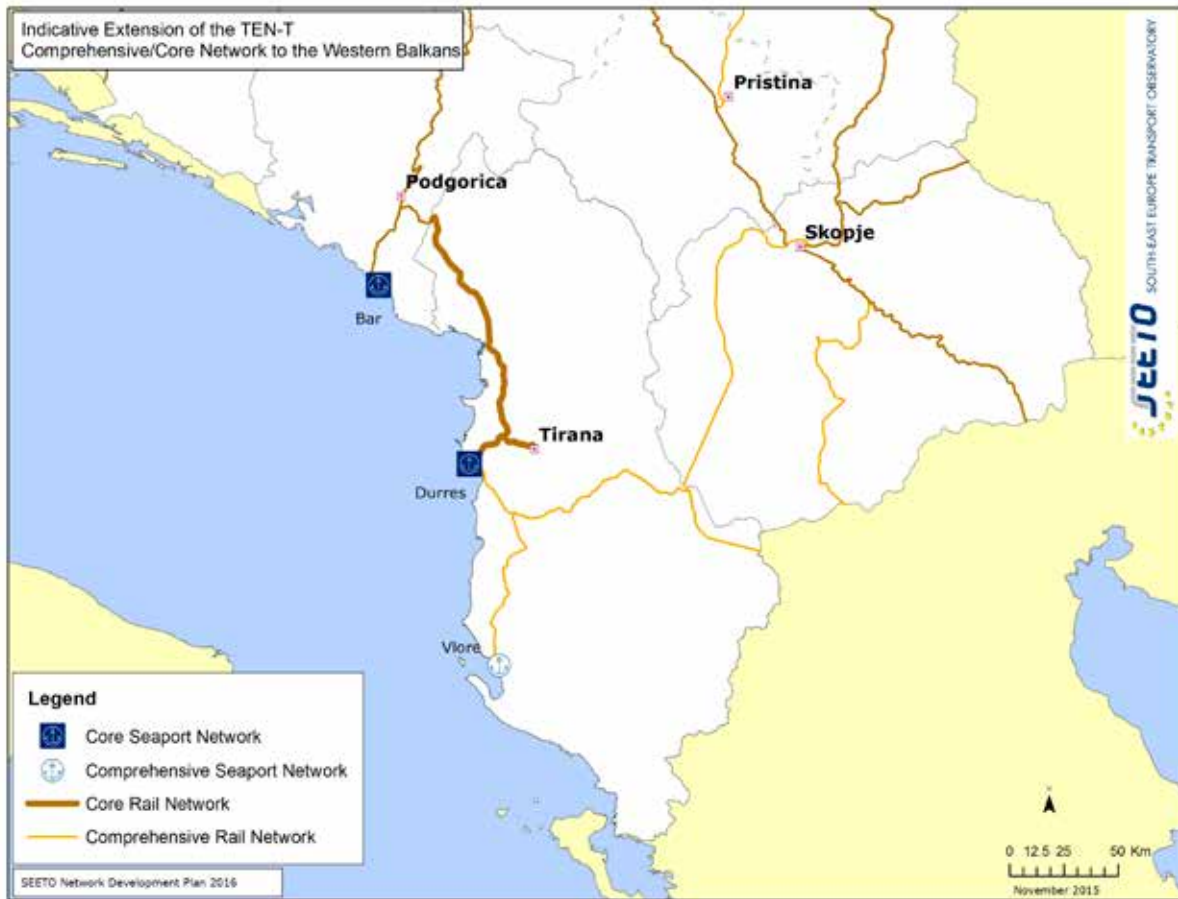 Indicative Extension of the TEN-T
Comprehensive/Core Network to the Western Balkans
Pristina
Podgorica
Skopje
Bar
Tirana
Durres
Vlorë
SEETO
SOUTH-EAST EUROPE TRANSPORT OBSERVATORY
Legend
Core Seaport Network
Comprehensive Seaport Network
Core Rail Network
Comprehensive Rail Network
SEETO Network Development Plan 2016
0 12.5 25 50 Km
November 2015